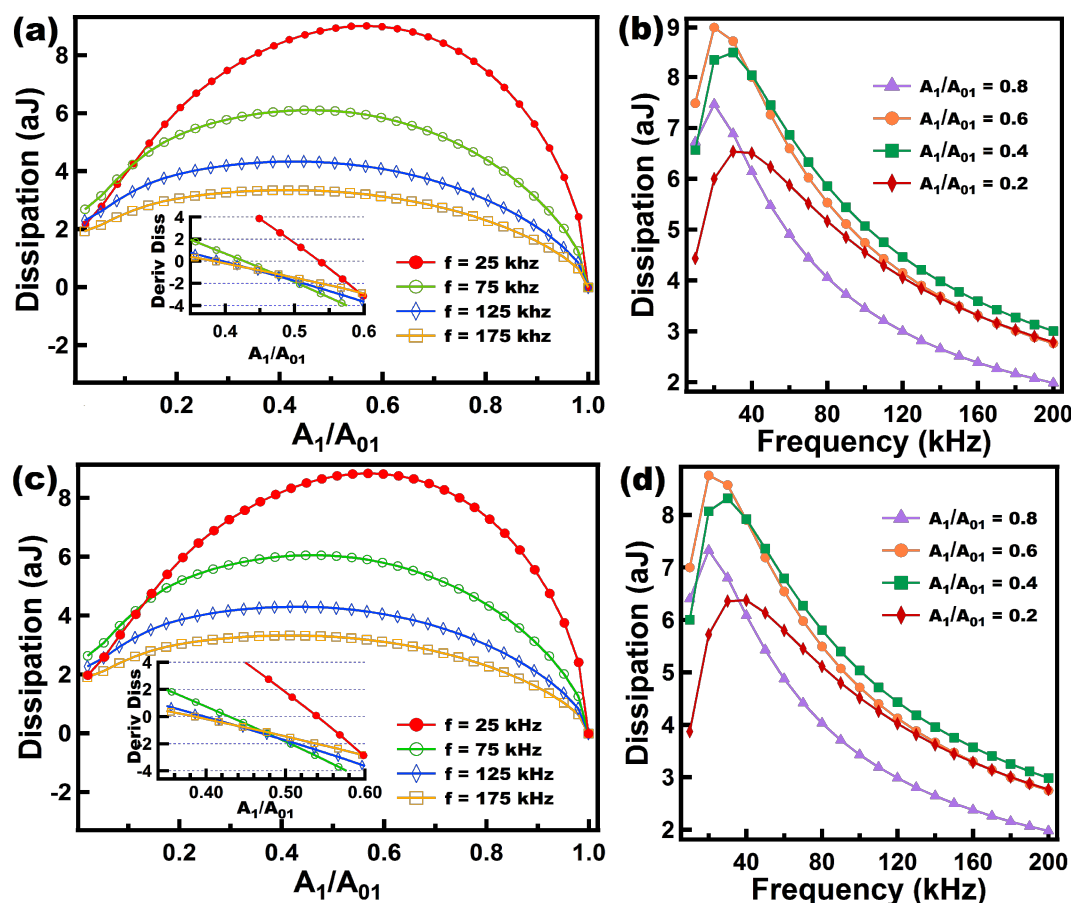 (a)
Dissipation (aJ)
8
6
4
2
0
-2
0.2
0.4
0.6
0.8
1.0
A1/A01
Deriv Diss
4
2
0
-2
-4
0.4
0.5
0.6
A1/A01
f = 25 khz
f = 75 khz
f = 125 khz
f = 175 khz
(b)
Dissipation (aJ)
9
8
7
6
5
4
3
2
40
80
120
160
200
Frequency (kHz)
A1/A01 = 0.8
A1/A01 = 0.6
A1/A01 = 0.4
A1/A01 = 0.2
(c)
Dissipation (aJ)
8
6
4
2
0
-2
0.2
0.4
0.6
0.8
1.0
A1/A01
Deriv Diss
4
2
0
-2
-4
0.40
0.50
0.60
A1/A01
f = 25 kHz
f = 75 kHz
f = 125 kHz
f = 175 kHz
(d)
Dissipation (aJ)
8
7
6
5
4
3
2
40
80
120
160
200
Frequency (kHz)
A1/A01 = 0.8
A1/A01 = 0.6
A1/A01 = 0.4
A1/A01 = 0.2